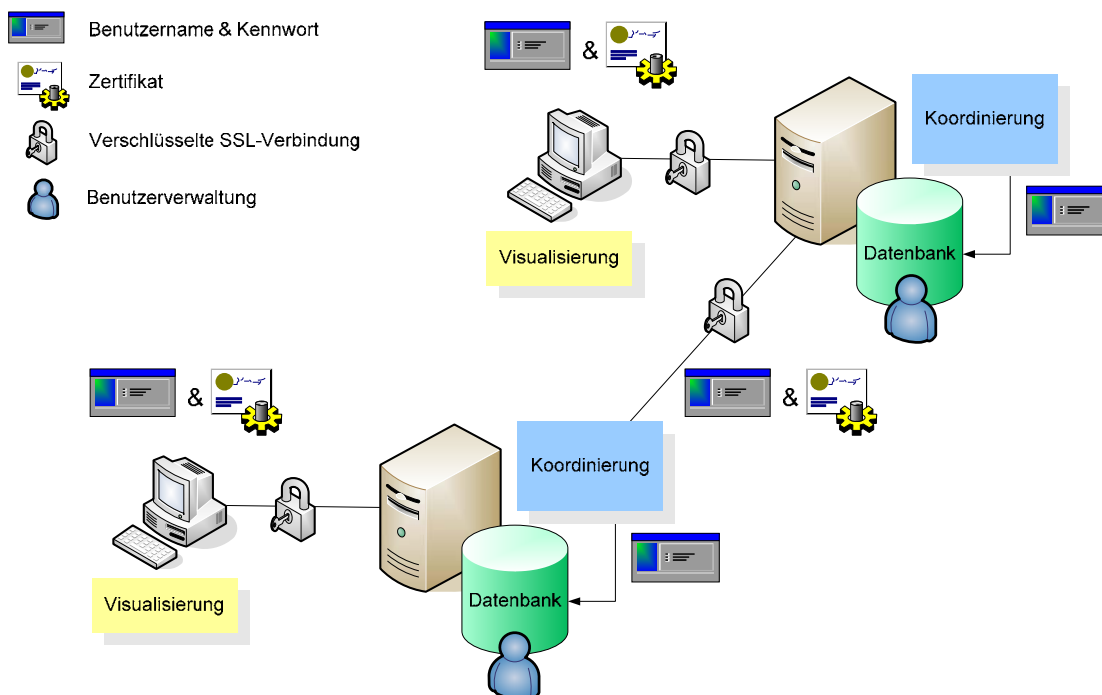 Benutzername & Kennwort
Zertifikat
Verschlüsselte SSL-Verbindung
Benutzerverwaltung
&
Koordinierung
Visualisierung
Datenbank
&
&
Koordinierung
Visualisierung
Datenbank